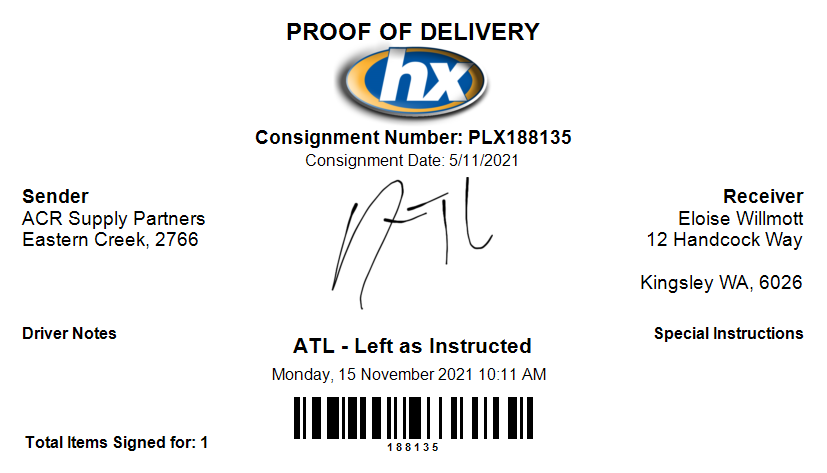 PROOF OF DELIVERY
hx
Consignment Number: PLX188135
Consignment Date: 5/11/2021
Sender
ACR Supply Partners
Eastern Creek, 2766
Receiver
Eloise Willmott
12 Handcock Way
Kingsley WA, 6026
ATL
Driver Notes
Special Instructions
ATL - Left as Instructed
Monday, 15 November 2021 10:11 AM
188135
Total Items Signed for: 1